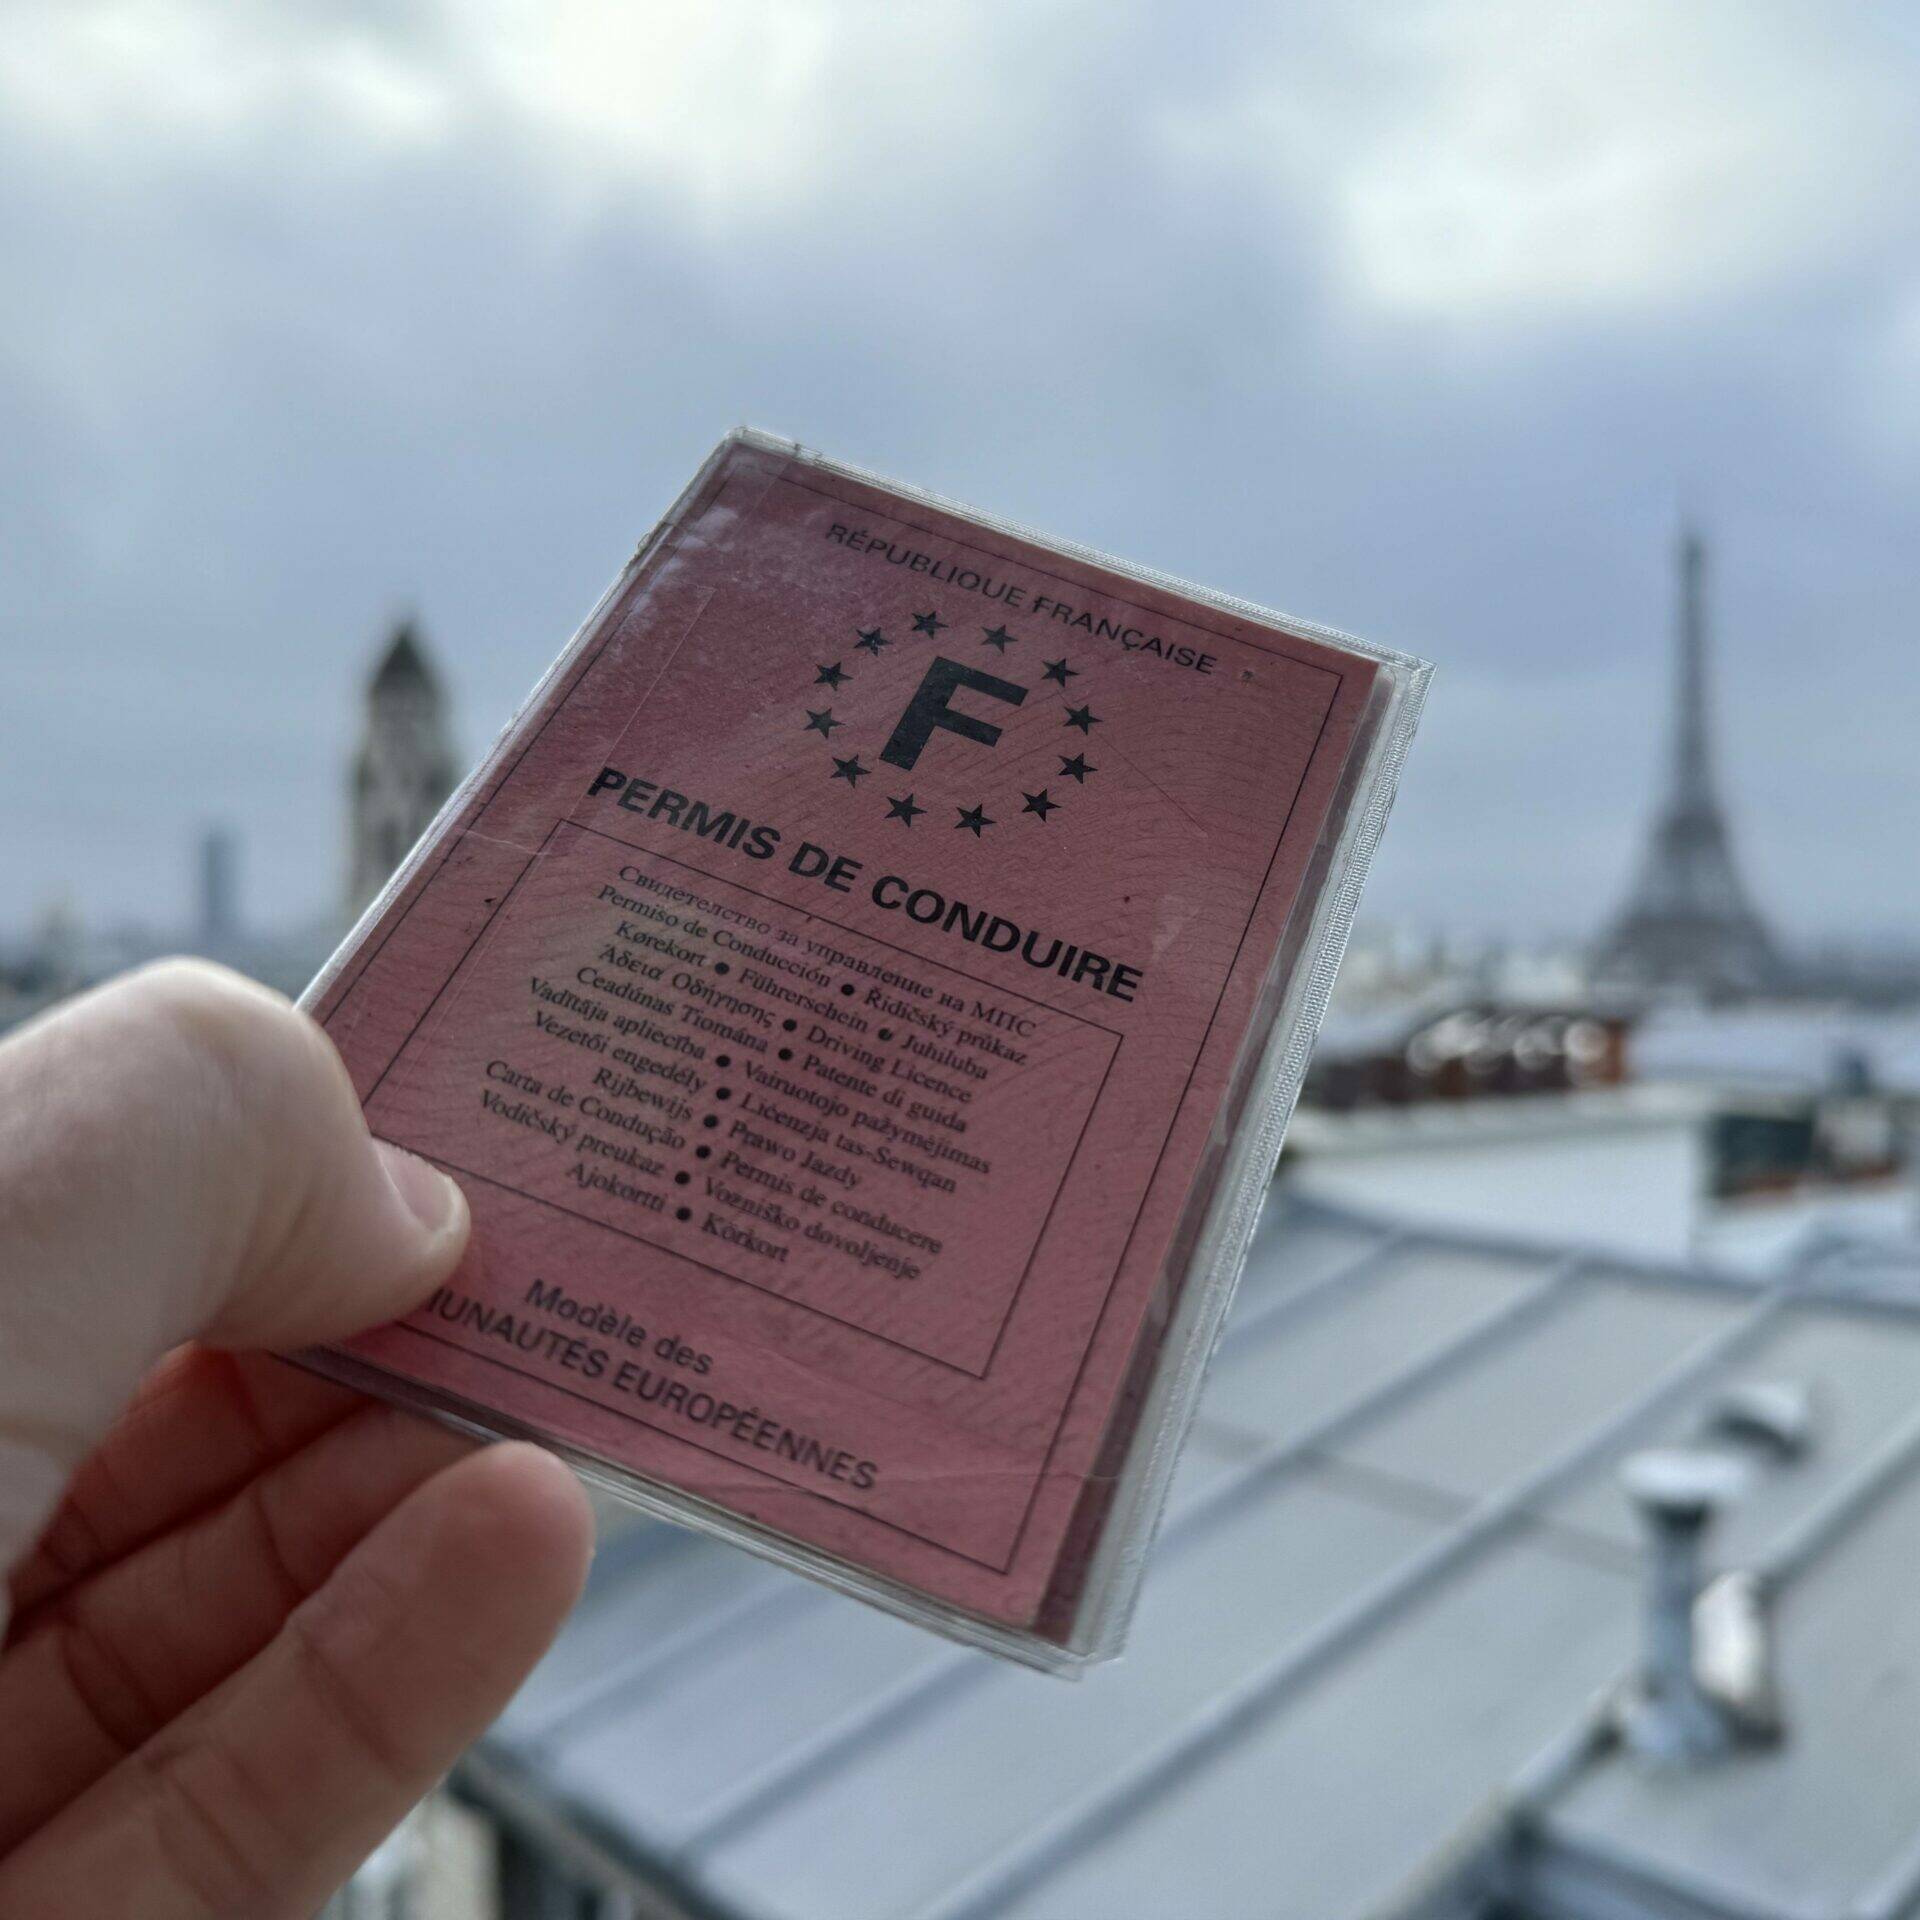 RÉPUBLIQUE FRANÇAISE
F
PERMIS DE CONDUIRE
Свидетелство за управление на МПС
Permiso de Conducción ● Řidičský průkaz
Kørekort ● Führerschein ● Juhiluba
Άδεια Οδήγησης ● Driving Licence
Ceadúnas Tiomána ● Patente di guida
Vadītāja apliecība ● Vairuotojo pažymėjimas
Vezetői engedély ● Liċenzja tas-Sewqan
Rijbewijs ● Prawo Jazdy
Carta de Condução ● Permis de conducere
Vodičský preukaz ● Vozniško dovoljenje
Ajokortti ● Körkort
Modèle des
MUNAUTÉS EUROPÉENNES